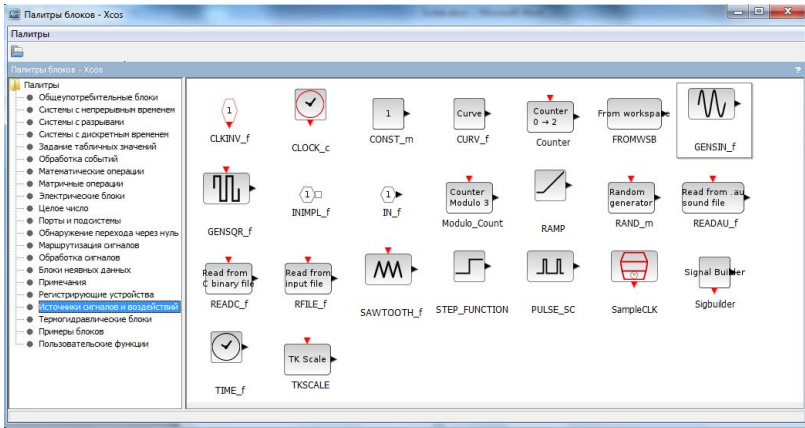 Палитры блоков - Xcos
Палитры
Палитры блоков - Xcos
?
Палитры
Общеупотребительные блоки
Системы с непрерывным временем
Системы с разрывами
Системы с дискретным временем
Задание табличных значений
Обработка событий
Математические операции
Матричные операции
Электрические блоки
Целое число
Порты и подсистемы
Обнаружение перехода через нуль
Маршрутизация сигналов
Обработка сигналов
Блоки неявных данных
Примечания
Регистрирующие устройства
Источники сигналов и воздействий
Термогидравлические блоки
Примеры блоков
Пользовательские функции
1
CLKINV_f
CLOCK_c
1
CONST_m
Curve
CURV_f
Counter
0 → 2
Counter
From workspace
FROMWSB
GENSIN_f
GENSQR_f
1
INIMPL_f
1
IN_f
Counter
Modulo 3
Modulo_Count
RAMP
Random
generator
RAND_m
Read from .au
sound file
READAU_f
Read from
C binary file
READC_f
Read from
input file
RFILE_f
SAWTOOTH_f
STEP_FUNCTION
PULSE_SC
SampleCLK
Signal Builder
Sigbuilder
TIME_f
TK Scale
TKSCALE